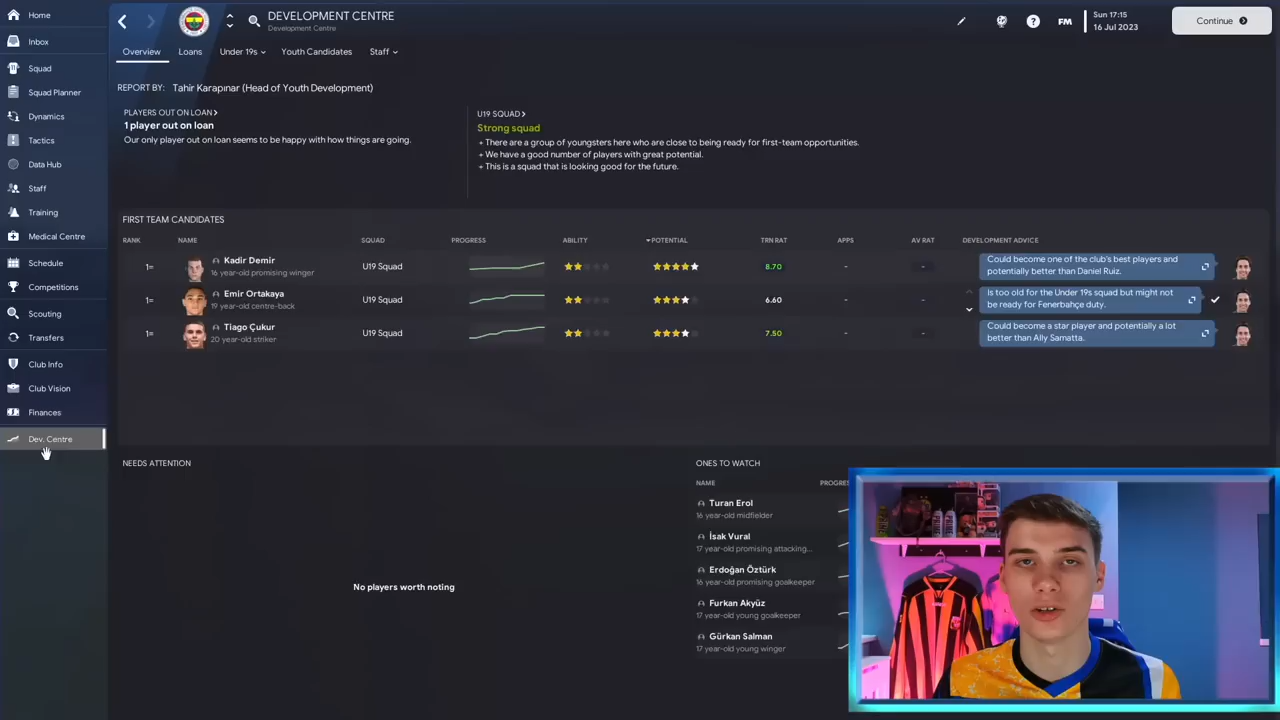 Home
DEVELOPMENT CENTRE
Development Centre
FM
Sun 17:15
16 Jul 2023
Continue
Inbox
Squad
Squad Planner
Dynamics
Tactics
Data Hub
Staff
Training
Medical Centre
Schedule
Competitions
Scouting
Transfers
Club Info
Club Vision
Finances
Dev. Centre
Overview Loans Under 19s Youth Candidates Staff
REPORT BY: Tahir Karapınar (Head of Youth Development)
PLAYERS OUT ON LOAN
1 player out on loan
Our only player out on loan seems to be happy with how things are going.
U19 SQUAD
Strong squad
+ There are a group of youngsters here who are close to being ready for first-team opportunities.
+ We have a good number of players with great potential.
+ This is a squad that is looking good for the future.
FIRST TEAM CANDIDATES
RANK NAME SQUAD PROGRESS ABILITY POTENTIAL TRN RAT APPS AV RAT DEVELOPMENT ADVICE
1= Kadir Demir U19 Squad 8.70 - -
16 year-old promising winger
Could become one of the club's best players and
potentially better than Daniel Ruiz.
1= Emir Ortakaya U19 Squad 6.60 - -
19 year-old centre-back
Is too old for the Under 19s squad but might not
be ready for Fenerbahçe duty.
1= Tiago Çukur U19 Squad 7.50 - -
20 year-old striker
Could become a star player and potentially a lot
better than Ally Samatta.
NEEDS ATTENTION
No players worth noting
ONES TO WATCH
NAME PROGRES
Turan Erol
16 year-old midfielder
İsak Vural
17 year-old promising attacking...
Erdoğan Öztürk
16 year-old promising goalkeeper
Furkan Akyüz
17 year-old young goalkeeper
Gürkan Salman
17 year-old young winger